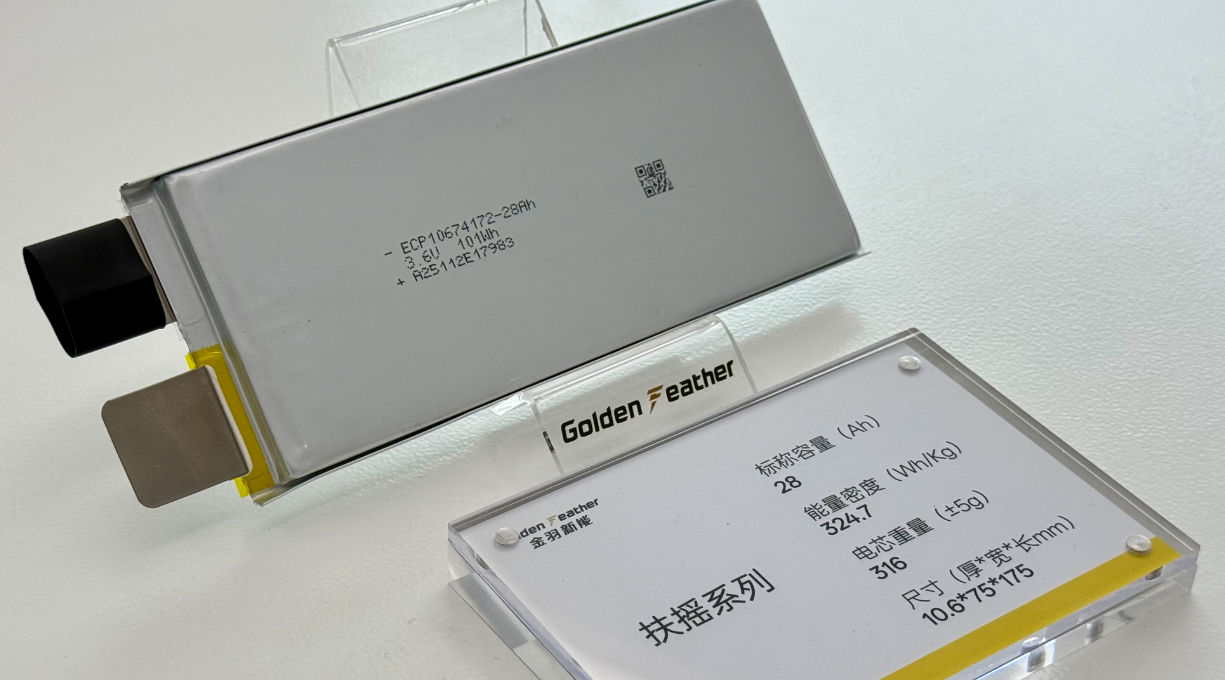 - ECP10674172-28Ah
3.6V 101Wh
+ A25112E17983
Golden Feather
lden Feather
金羽新能
扶摇系列
标称容量（Ah）
28
能量密度（Wh/Kg）
324.7
电芯重量（±5g）
316
尺寸（厚*宽*长mm）
10.6*75*175